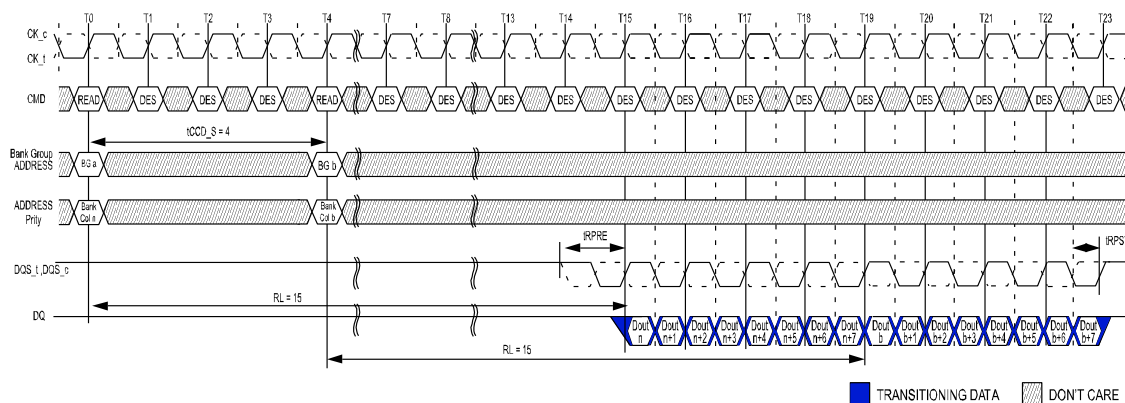 T0 T1 T2 T3 T4 T7 T8 T13 T14 T15 T16 T17 T18 T19 T20 T21 T22 T23
CK_c
CK_t
CMD READ DES DES DES READ DES DES DES DES DES DES DES DES DES DES DES DES DES
tCCD_S = 4
Bank Group
ADDRESS
BG a BG b
ADDRESS
Prity
Bank
Col n
Bank
Col b
tRPRE tRPST
DQS_t ,DQS_c
RL = 15
DQ
Dout n Dout n+1 Dout n+2 Dout n+3 Dout n+4 Dout n+5 Dout n+6 Dout n+7 Dout b Dout b+1 Dout b+2 Dout b+3 Dout b+4 Dout b+5 Dout b+6 Dout b+7
RL = 15
TRANSITIONING DATA DON'T CARE